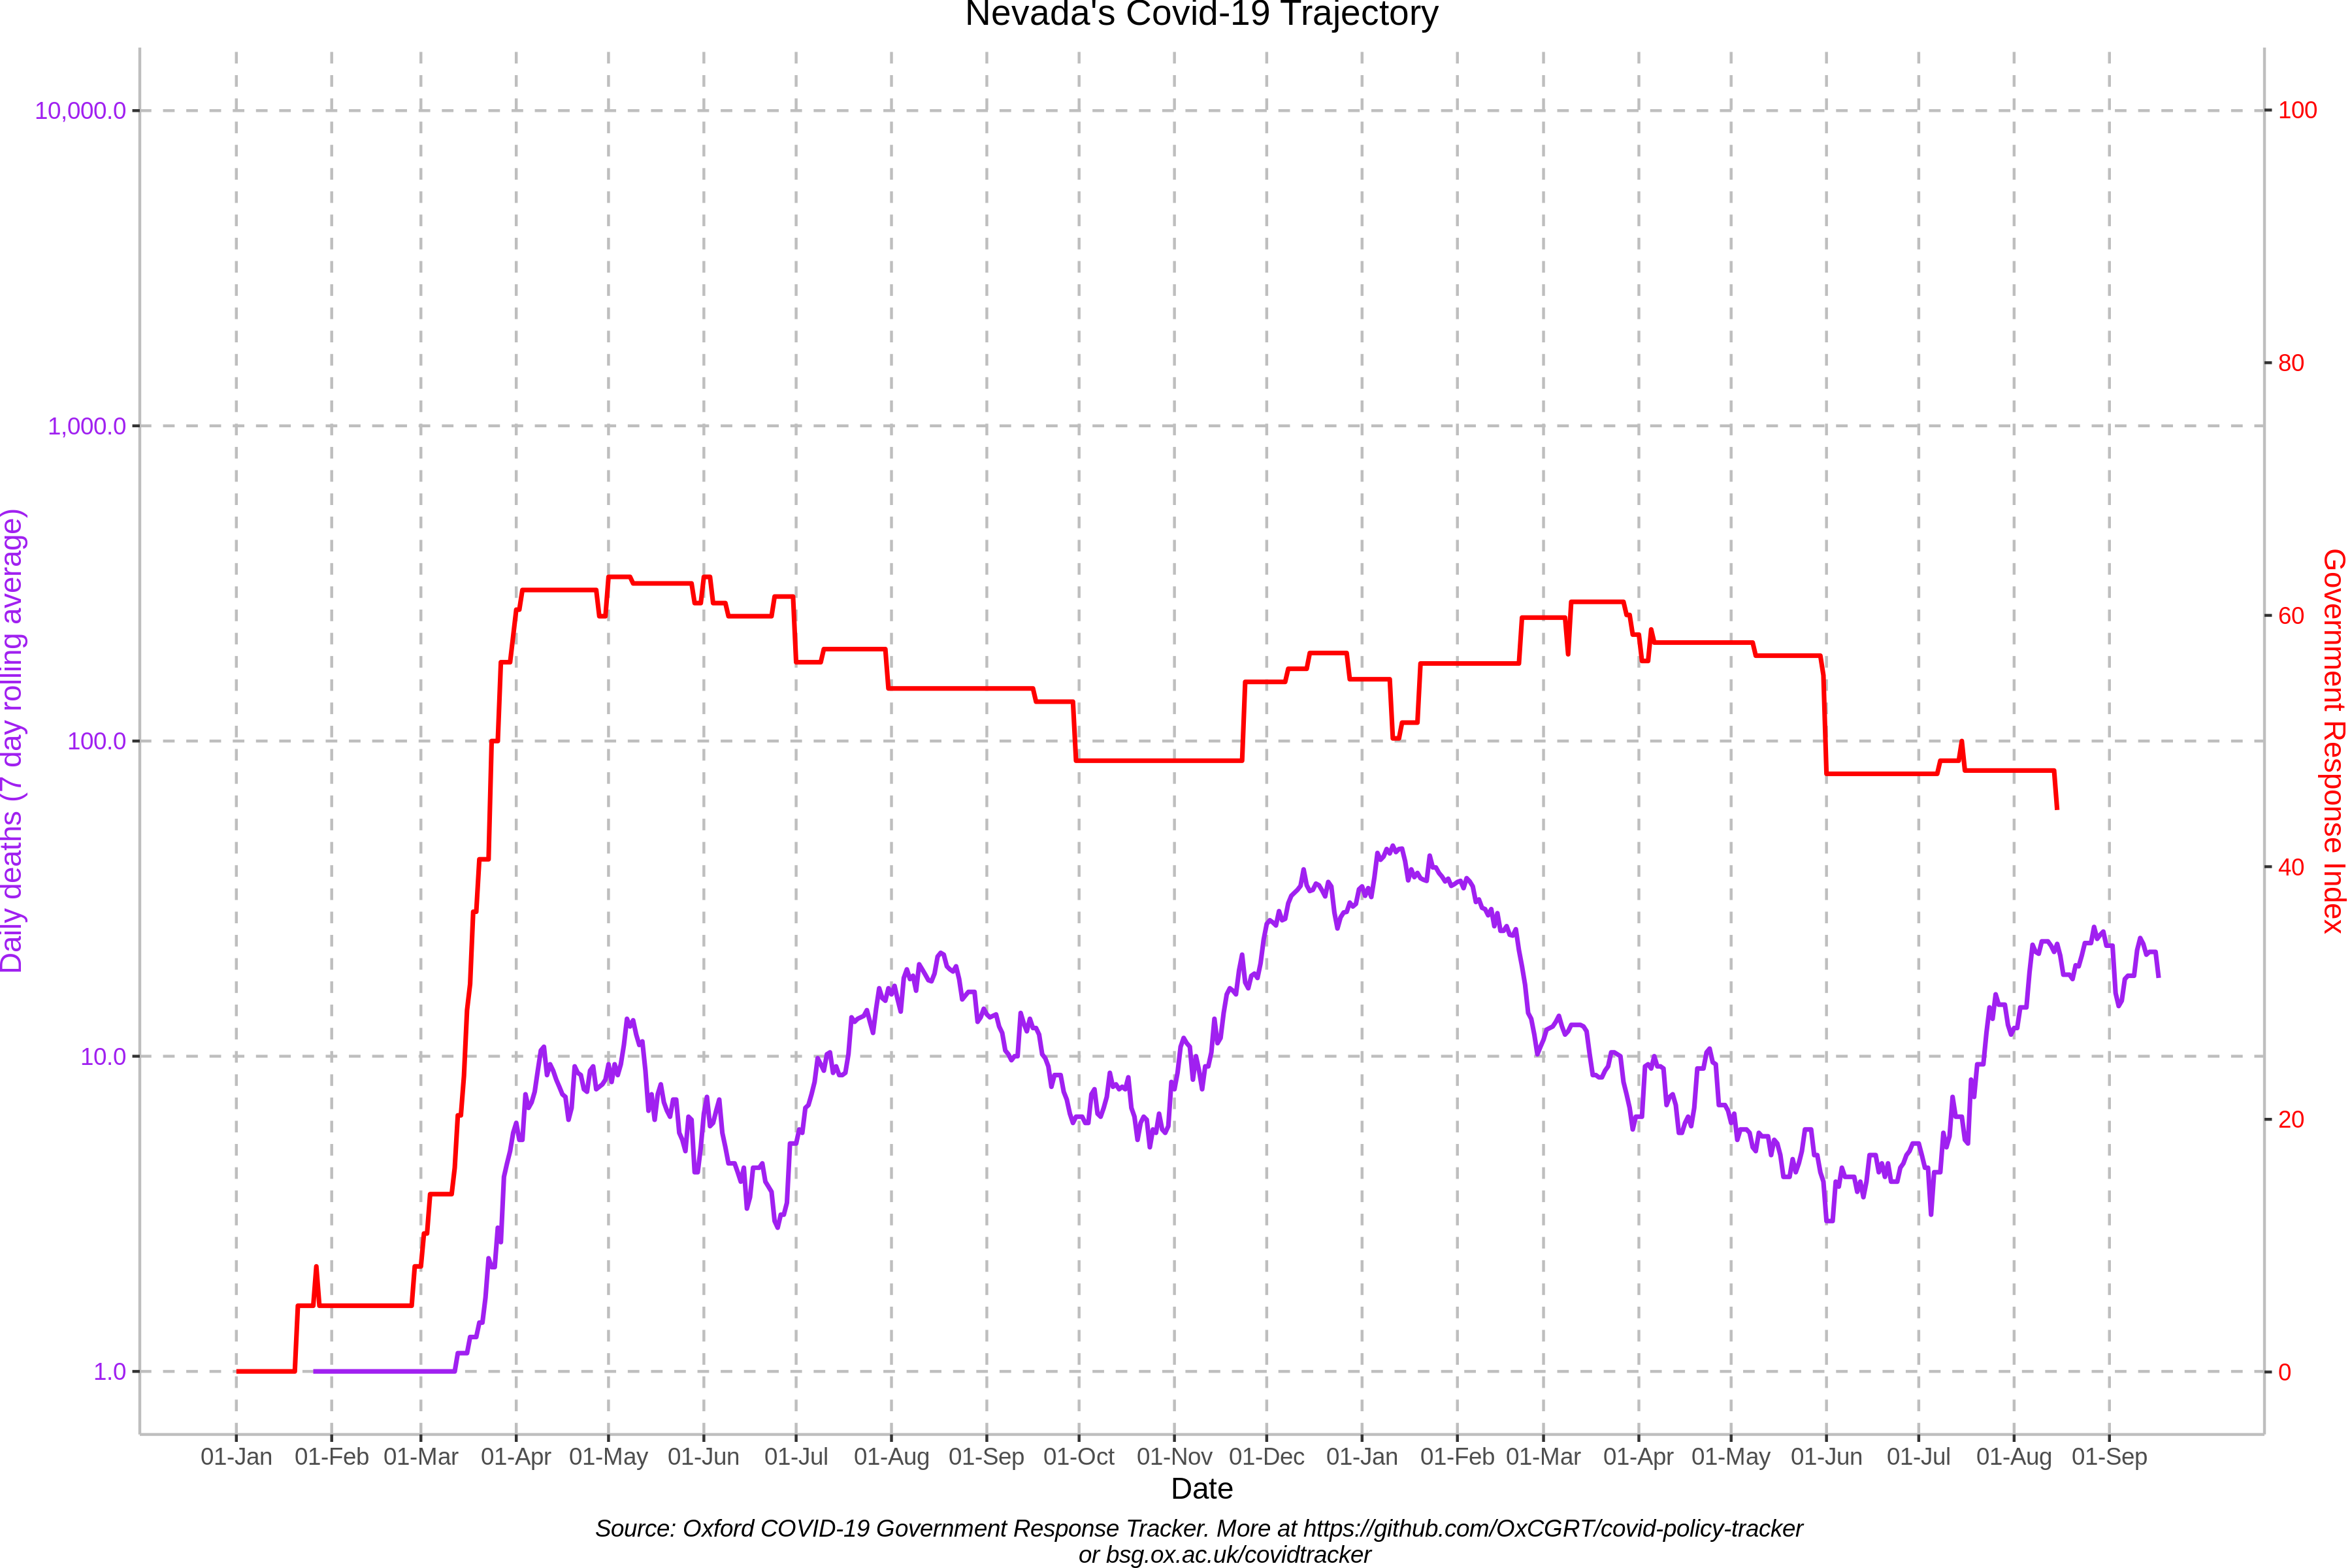 Nevada's Covid-19 Trajectory
10,000.0
1,000.0
100.0
10.0
1.0
Daily deaths (7 day rolling average)
100
80
60
40
20
0
Government Response Index
01-Jan 01-Feb 01-Mar 01-Apr 01-May 01-Jun 01-Jul 01-Aug 01-Sep 01-Oct 01-Nov 01-Dec 01-Jan 01-Feb 01-Mar 01-Apr 01-May 01-Jun 01-Jul 01-Aug 01-Sep
Date
Source: Oxford COVID-19 Government Response Tracker. More at https://github.com/OxCGRT/covid-policy-tracker
or bsg.ox.ac.uk/covidtracker